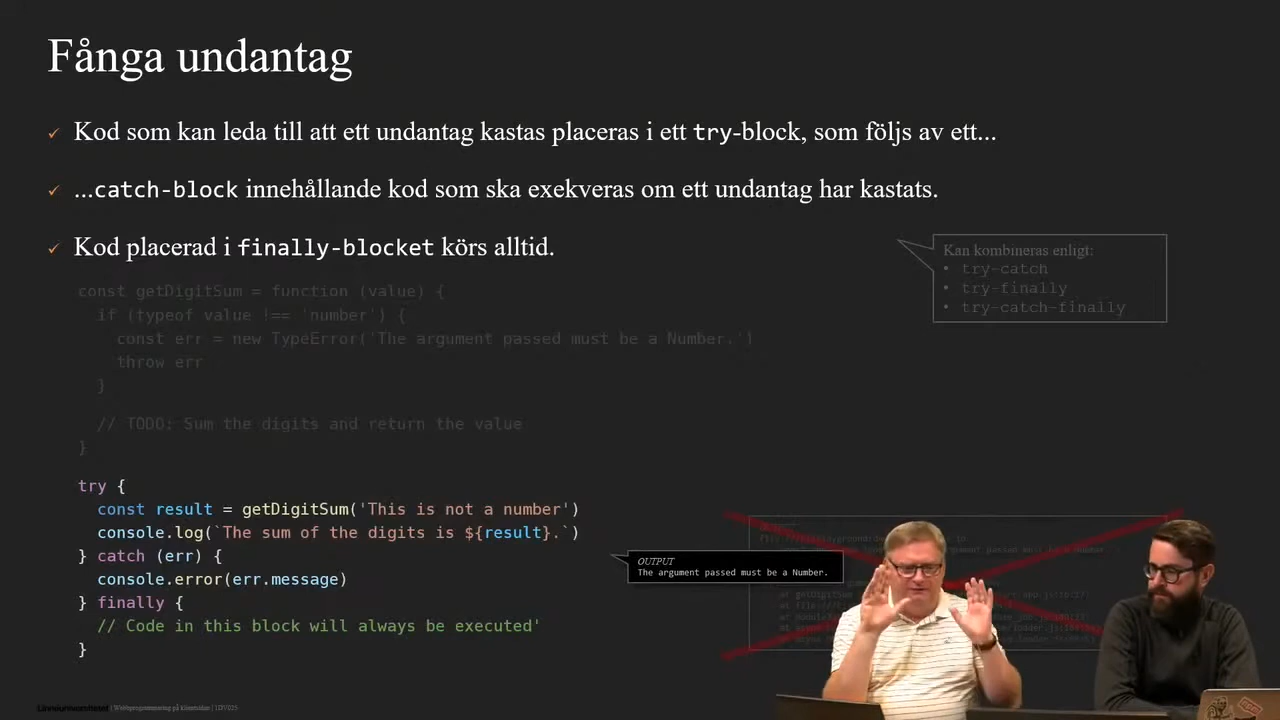 Fånga undantag
Kod som kan leda till att ett undantag kastas placeras i ett try-block, som följs av ett...
...catch-block innehållande kod som ska exekveras om ett undantag har kastats.
Kod placerad i finally-blocket körs alltid.
Kan kombineras enligt:
• try-catch
• try-finally
• try-catch-finally
const getDigitSum = function (value) {
if (typeof value !== 'number') {
const err = new TypeError('The argument passed must be a Number.')
throw err
}
// TODO: Sum the digits and return the value
}
try {
const result = getDigitSum('This is not a number')
console.log(`The sum of the digits is ${result}.`)
} catch (err) {
console.error(err.message)
} finally {
// Code in this block will always be executed'
}
OUTPUT
The argument passed must be a Number.
Linnéuniversitetet | Webbprogrammering på klientsidan | 1DV025